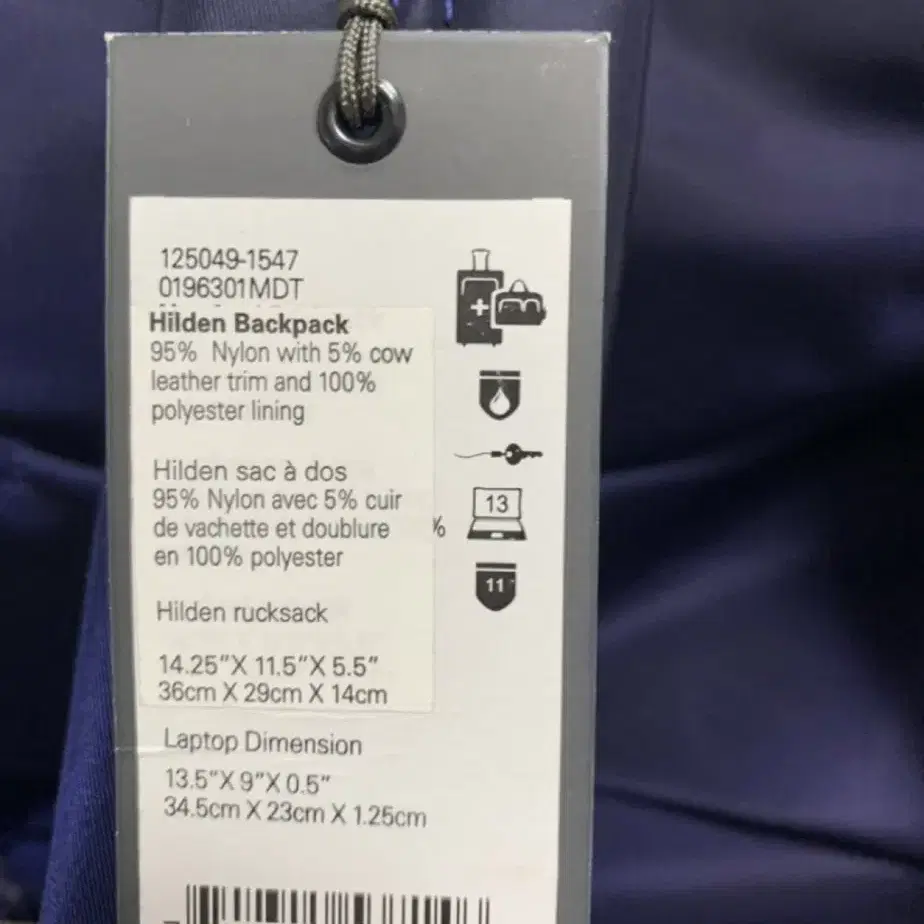 125049-1547
0196301MDT
Hilden Backpack
95% Nylon with 5% cow
leather trim and 100%
polyester lining
Hilden sac à dos
95% Nylon avec 5% cuir
de vachette et doublure
%
en 100% polyester
Hilden rucksack
14.25"X 11.5"X 5.5"
36cm X 29cm X 14cm
Laptop Dimension
13.5"X 9"X 0.5"
34.5cm X 23cm X 1.25cm
13
11